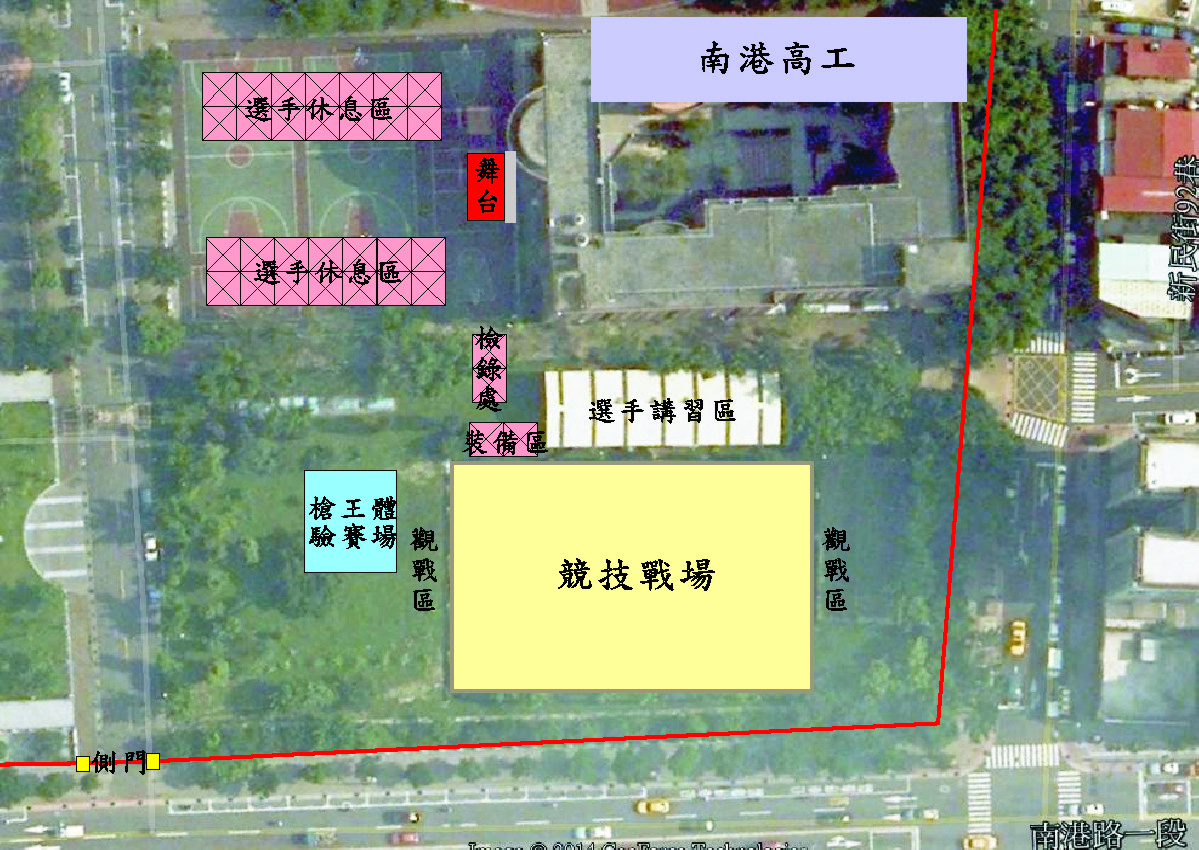 南港高工
選手休息區
舞台
新民街92巷
選手休息區
檢錄處
選手講習區
裝備區
槍王體
驗賽場
觀戰區
競技戰場
觀戰區
側門
南港路一段